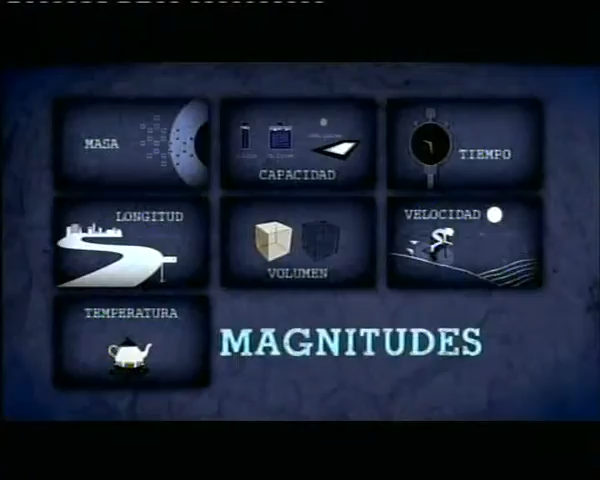 MASA
CAPACIDAD
TIEMPO
LONGITUD
VOLUMEN
VELOCIDAD
TEMPERATURA
MAGNITUDES